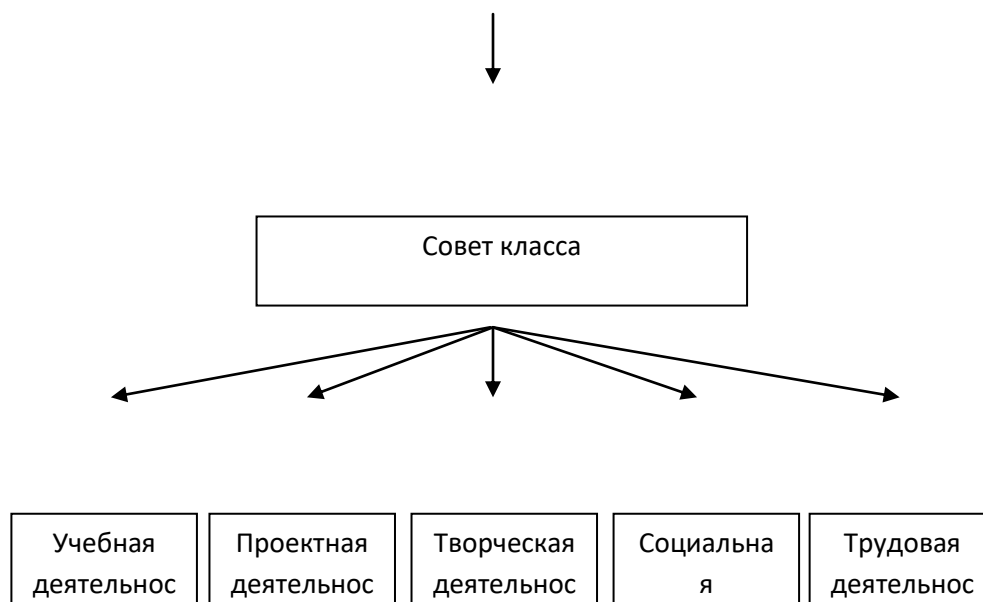 Совет класса
Учебная
деятельнос
Проектная
деятельнос
Творческая
деятельнос
Социальна
я
Трудовая
деятельнос